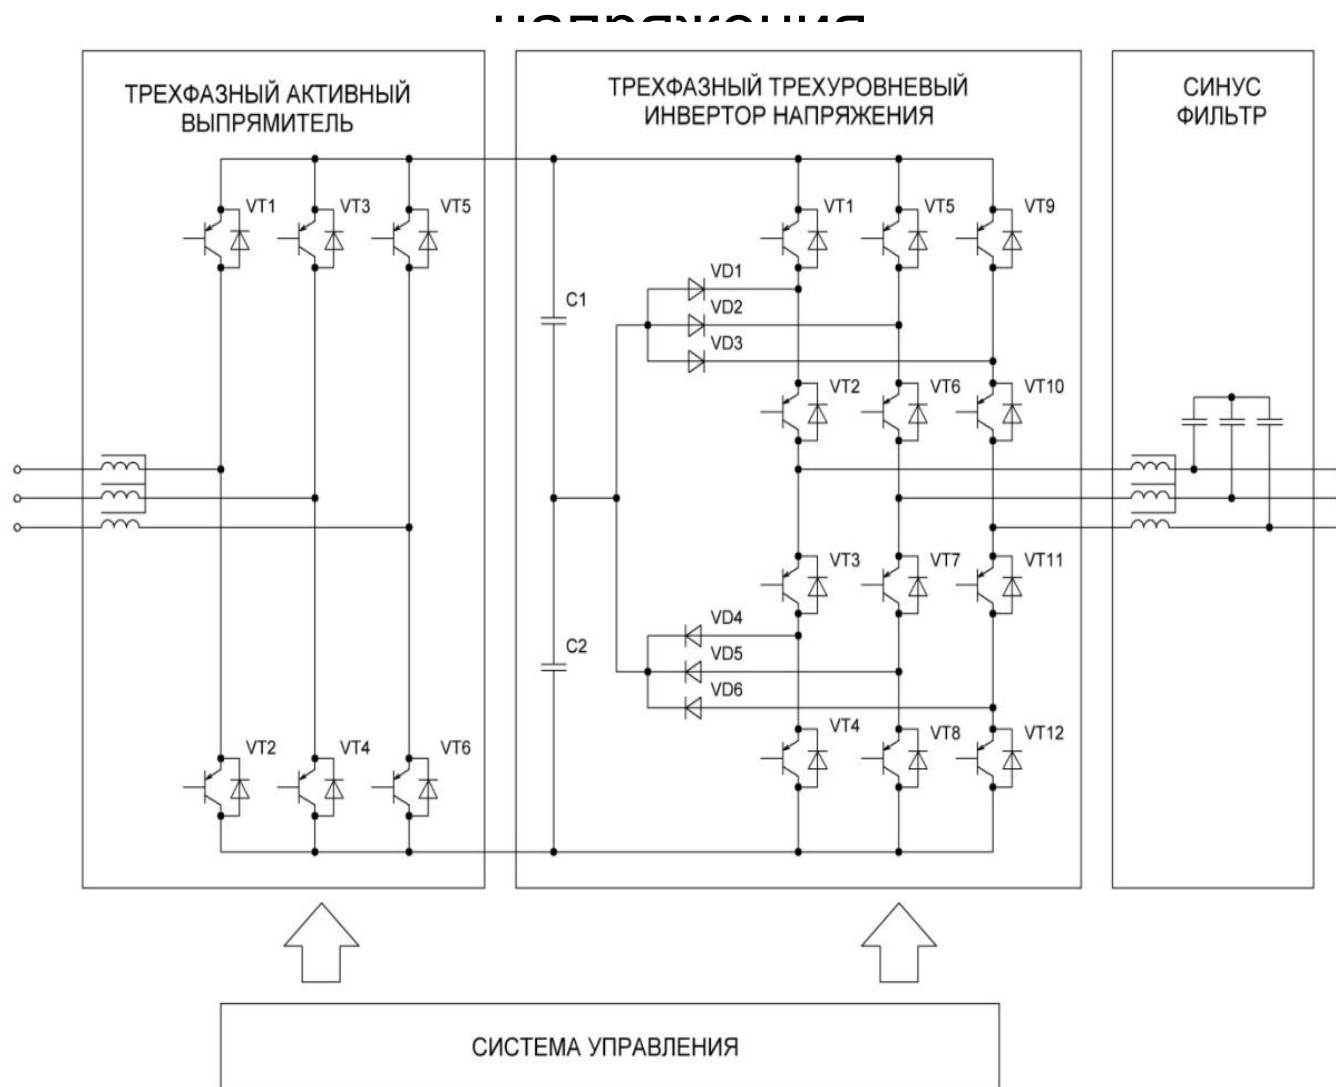 напряжения
ТРЕХФАЗНЫЙ АКТИВНЫЙ
ВЫПРЯМИТЕЛЬ
ТРЕХФАЗНЫЙ ТРЕХУРОВНЕВЫЙ
ИНВЕРТОР НАПРЯЖЕНИЯ
СИНУС
ФИЛЬТР
VT1 VT3 VT5 VT1 VT5 VT9
VD1
C1 VD2
VD3
VT2 VT6 VT10
VT3 VT7 VT11
VD4
C2 VD5
VD6
VT4 VT8 VT12
VT2 VT4 VT6
СИСТЕМА УПРАВЛЕНИЯ